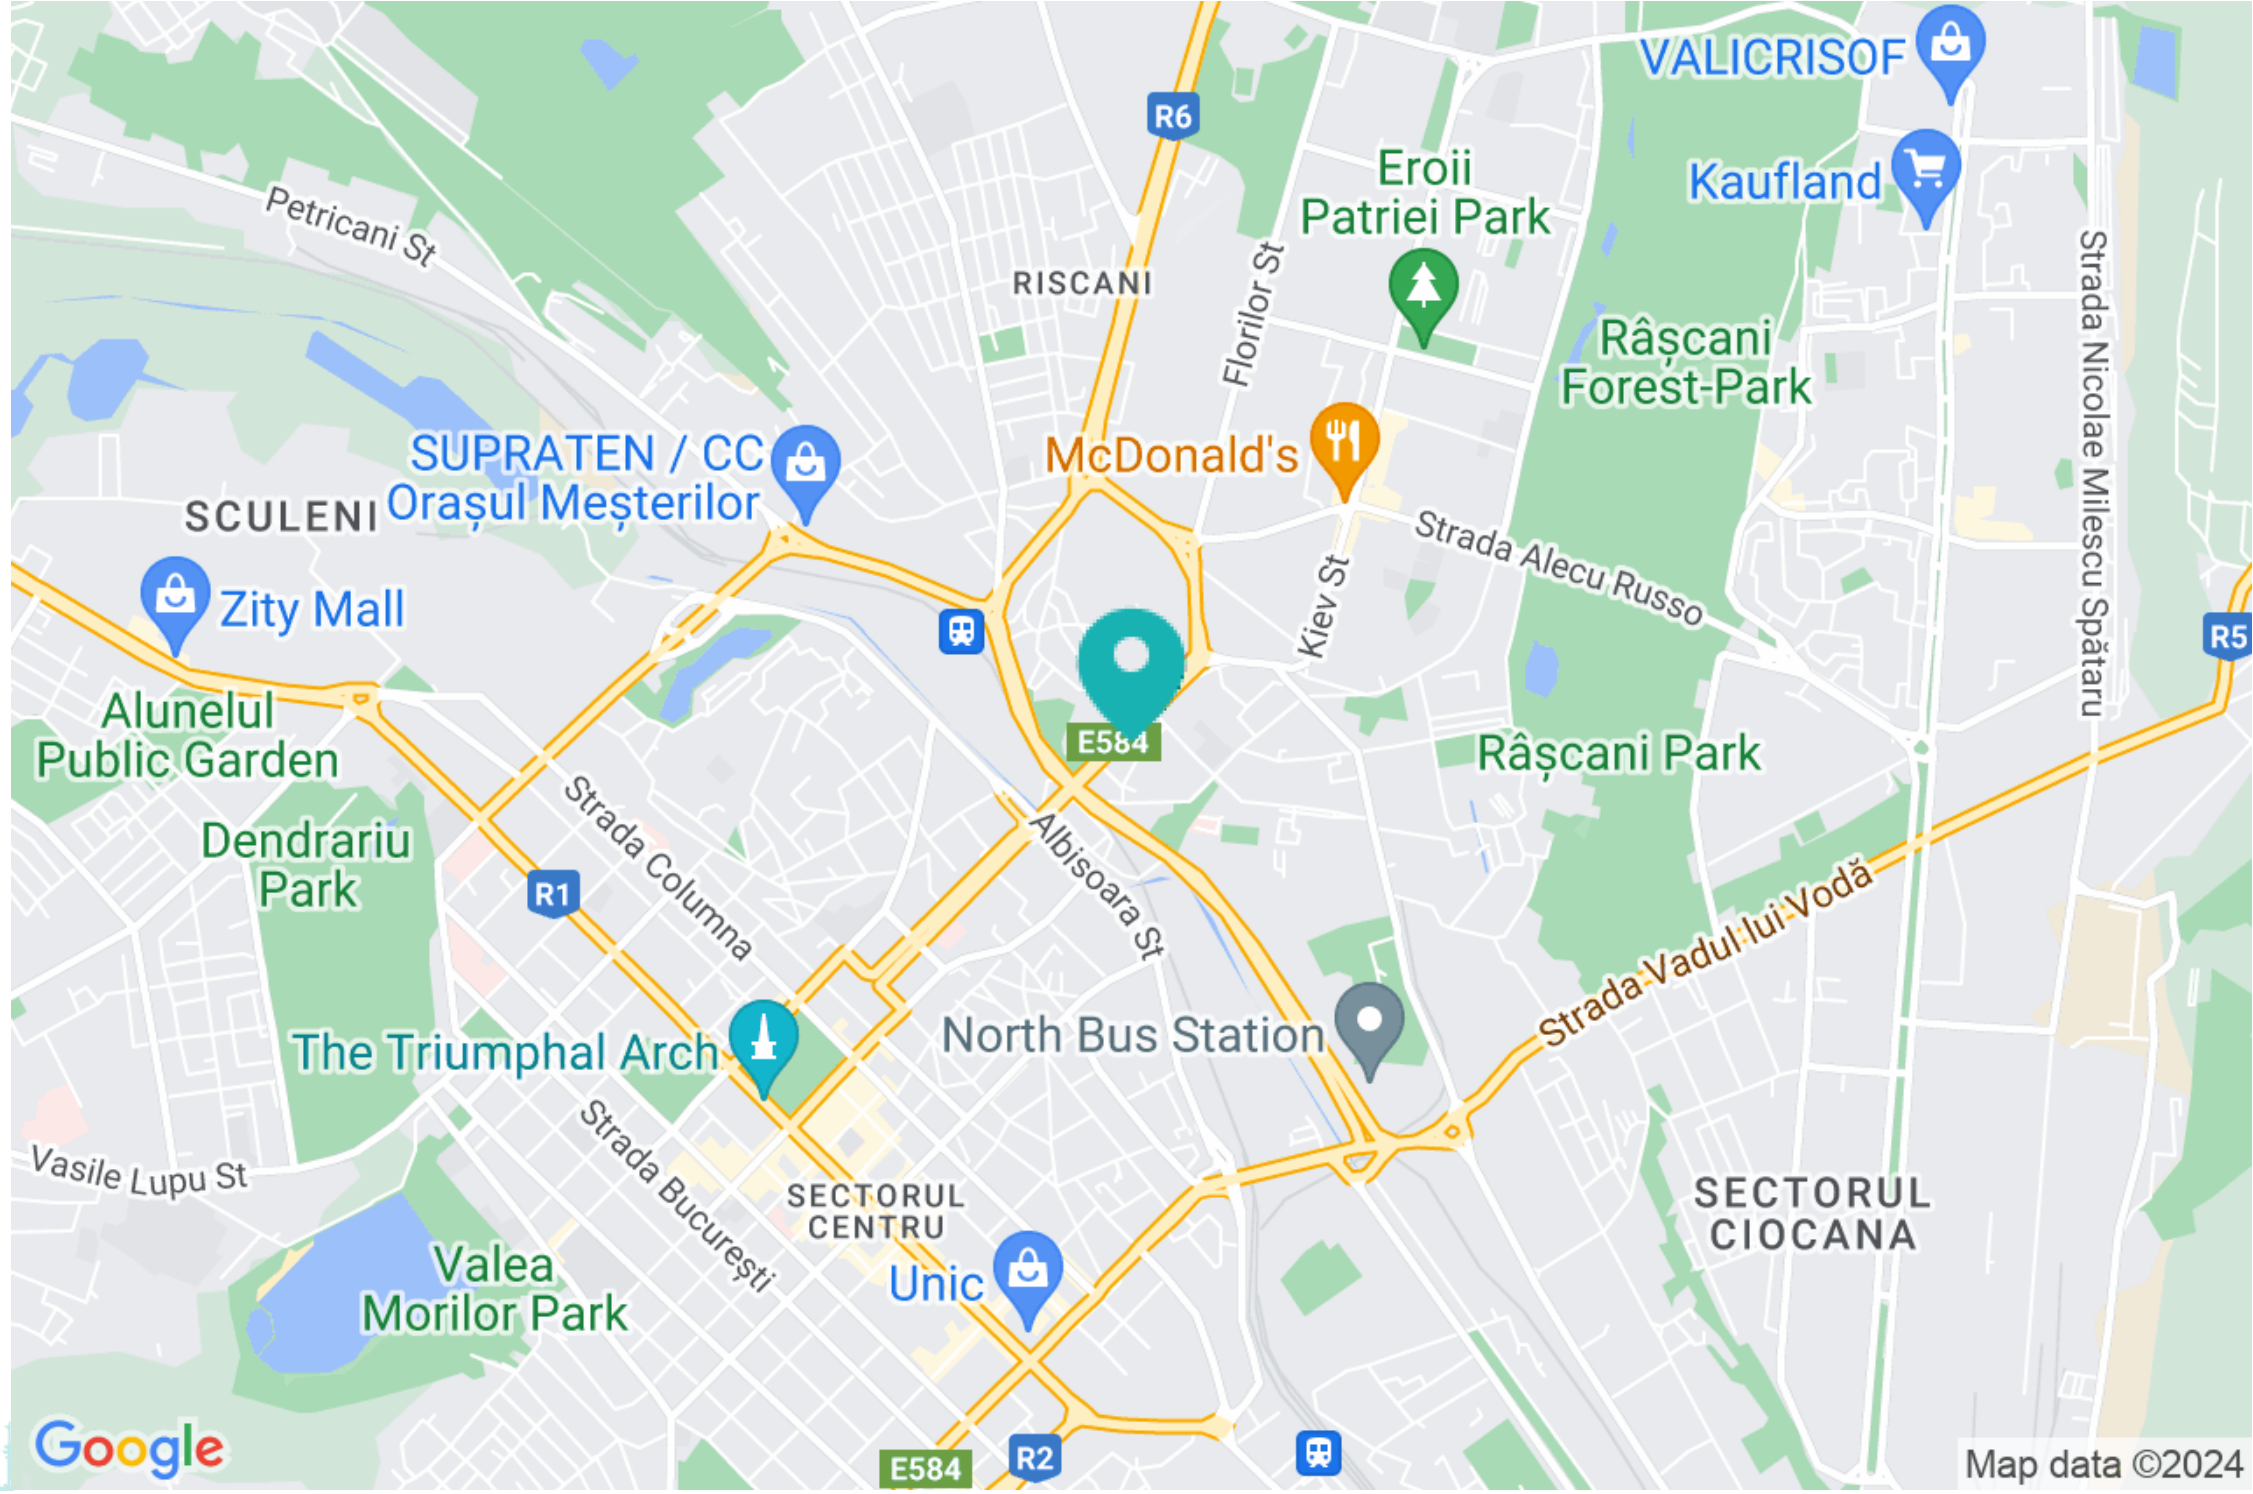 VALICRISOF
R6
Eroii
Patriei Park
Kaufland
Petricani St
RISCANI
Florilor St
Strada Nicolae Milescu Spătaru
Râșcani
Forest-Park
SUPRATEN / CC
Orașul Meșterilor
McDonald's
SCULENI
Strada Alecu Russo
Zity Mall
Kiev St
R5
Alunelul
Public Garden
E584
Râșcani Park
Strada Columna
Albisoara St
Dendrariu
Park
R1
Strada Vadul lui Vodă
The Triumphal Arch
North Bus Station
Strada București
Vasile Lupu St
SECTORUL
CENTRU
SECTORUL
CIOCANA
Valea
Morilor Park
Unic
Google
E584
R2
Map data ©2024